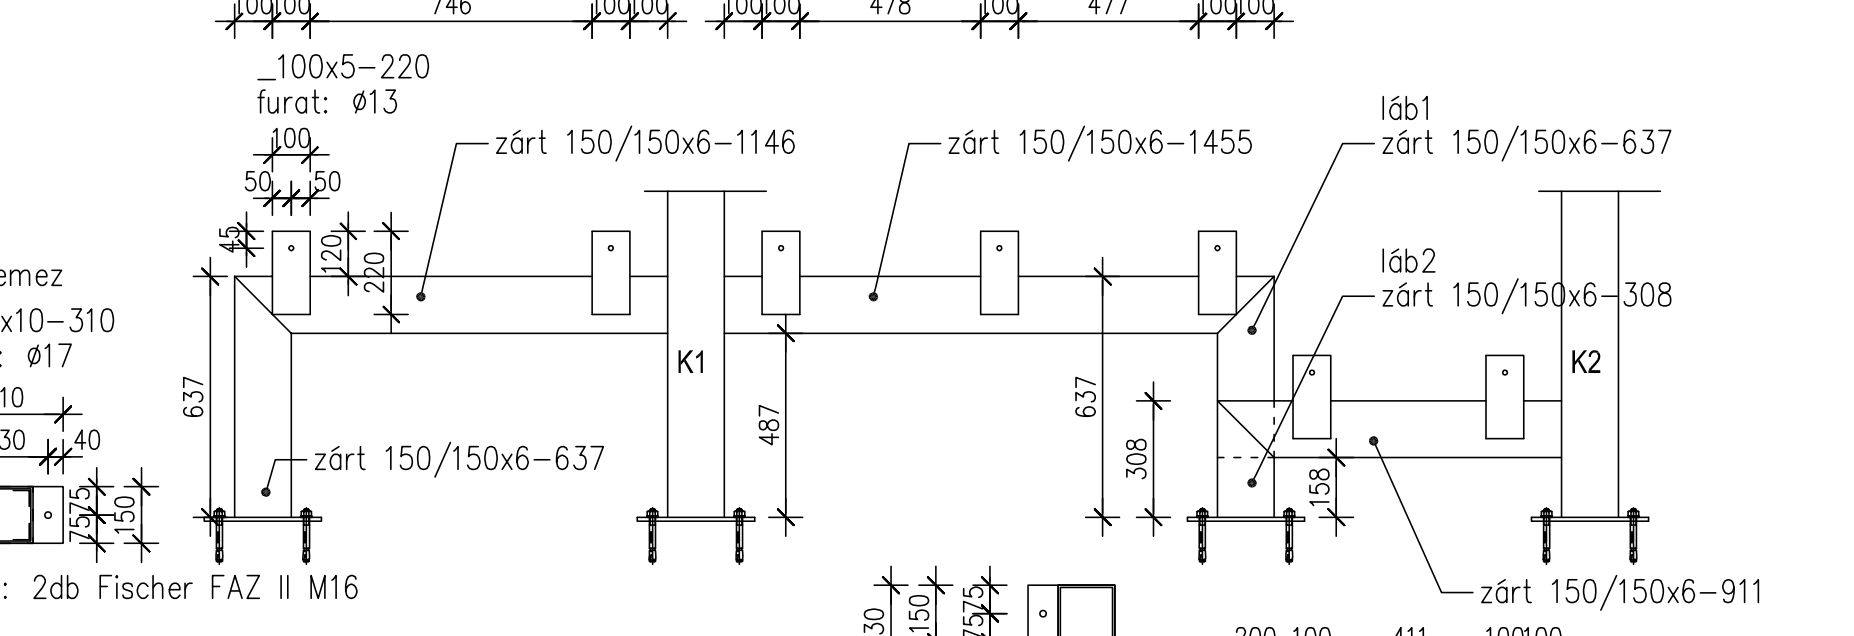 100 100 746 100 100 100 100 478 100 477 100 100
_100x5-220
furat: Ø13
100
50 50
45
120
220
zárt 150/150x6-1146
zárt 150/150x6-1455
láb1
zárt 150/150x6-637
láb2
zárt 150/150x6-308
emez
x10-310
: Ø17
10
30 40
75 75
150
637
zárt 150/150x6-637
K1
487
637
308
158
K2
zárt 150/150x6-911
: 2db Fischer FAZ II M16
30
150
75 75
200 100 411 100 100